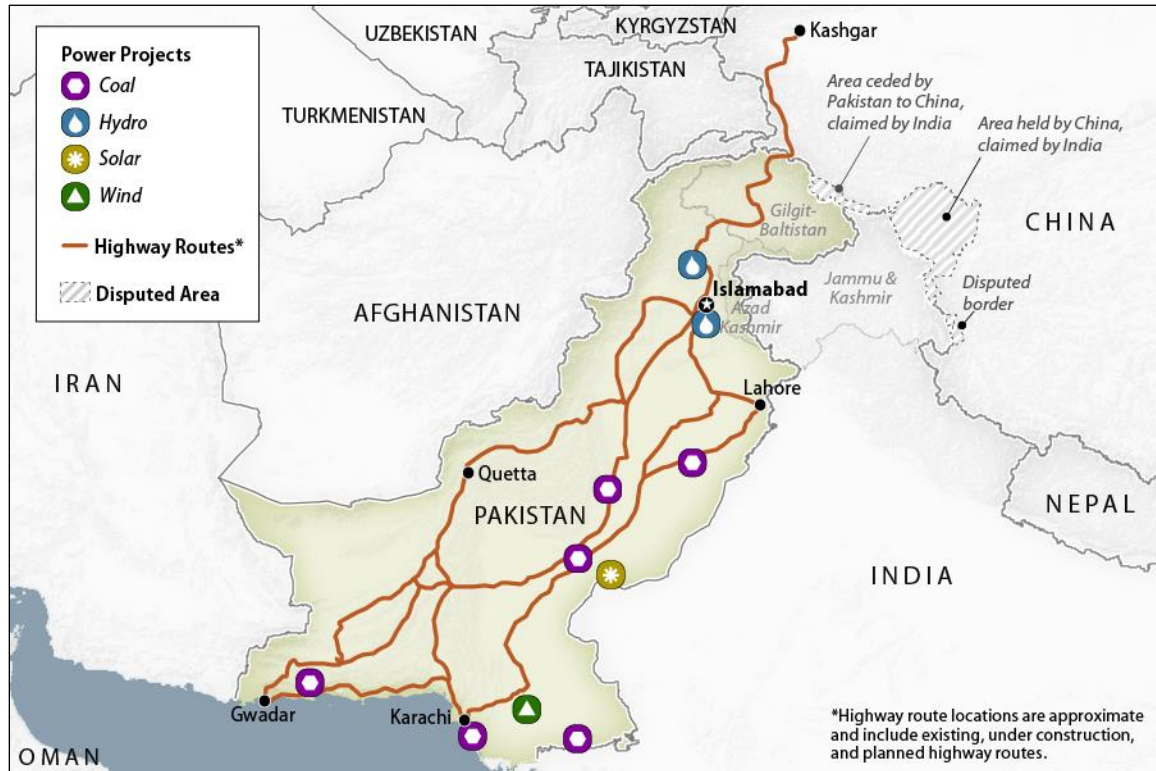 Power Projects
Coal
Hydro
Solar
Wind
Highway Routes*
Disputed Area
UZBEKISTAN
KYRGYZSTAN
Kashgar
TAJIKISTAN
TURKMENISTAN
Area ceded by
Pakistan to China,
claimed by India
Area held by China,
claimed by India
CHINA
Gilgit-
Baltistan
Islamabad
Azad
Kashmir
Jammu &
Kashmir
Disputed
border
AFGHANISTAN
IRAN
Lahore
Quetta
PAKISTAN
NEPAL
INDIA
Gwadar
Karachi
OMAN
*Highway route locations are approximate
and include existing, under construction,
and planned highway routes.